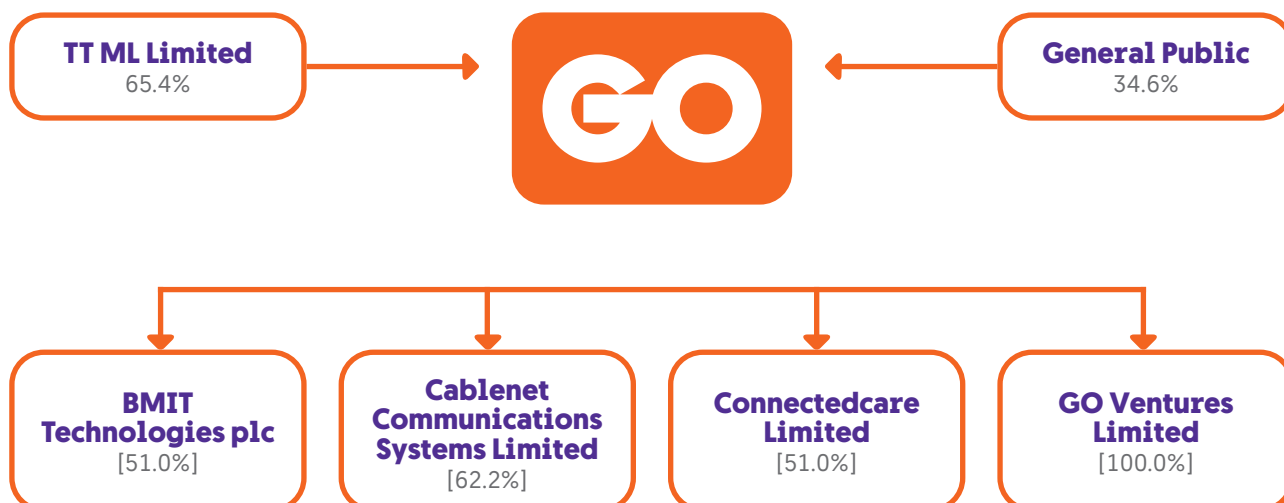 TT ML Limited
65.4%
GO
General Public
34.6%
BMIT
Technologies plc
[51.0%]
Cablenet
Communications
Systems Limited
[62.2%]
Connectedcare
Limited
[51.0%]
GO Ventures
Limited
[100.0%]